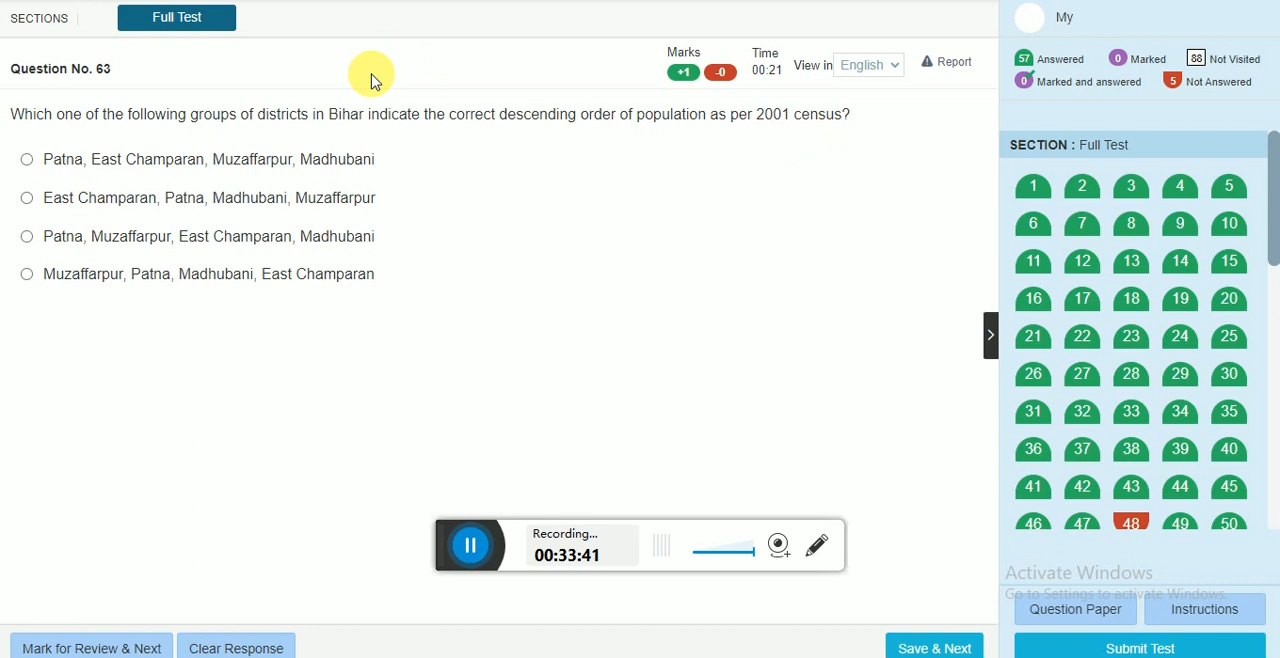 SECTIONS
Full Test
My
Question No. 63
Marks
+1 -0
Time
00:21
View in English
Report
57 Answered
0 Marked
88 Not Visited
0 Marked and answered
5 Not Answered
Which one of the following groups of districts in Bihar indicate the correct descending order of population as per 2001 census?
Patna, East Champaran, Muzaffarpur, Madhubani
East Champaran, Patna, Madhubani, Muzaffarpur
Patna, Muzaffarpur, East Champaran, Madhubani
Muzaffarpur, Patna, Madhubani, East Champaran
SECTION : Full Test
1 2 3 4 5
6 7 8 9 10
11 12 13 14 15
16 17 18 19 20
21 22 23 24 25
26 27 28 29 30
31 32 33 34 35
36 37 38 39 40
41 42 43 44 45
46 47 48 49 50
Recording...
00:33:41
Activate Windows
Go to Settings to activate Windows.
Question Paper
Instructions
Mark for Review & Next
Clear Response
Save & Next
Submit Test